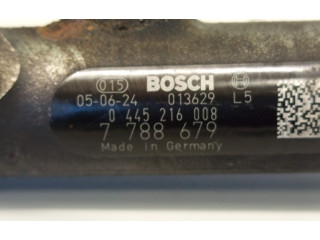 015 BOSCH
05-06-24 013629 L5
0 445 216 008
7 788 679
Made in Germany